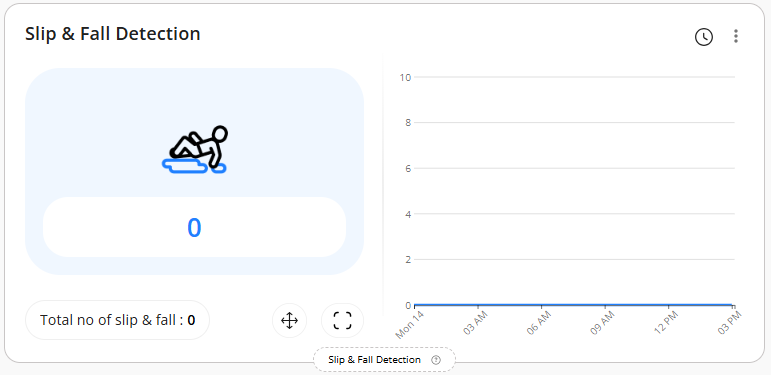 Slip & Fall Detection
0
Total no of slip & fall : 0
10
8
6
4
2
0
Mon 14
03 AM
06 AM
09 AM
12 PM
03 PM
Slip & Fall Detection ?